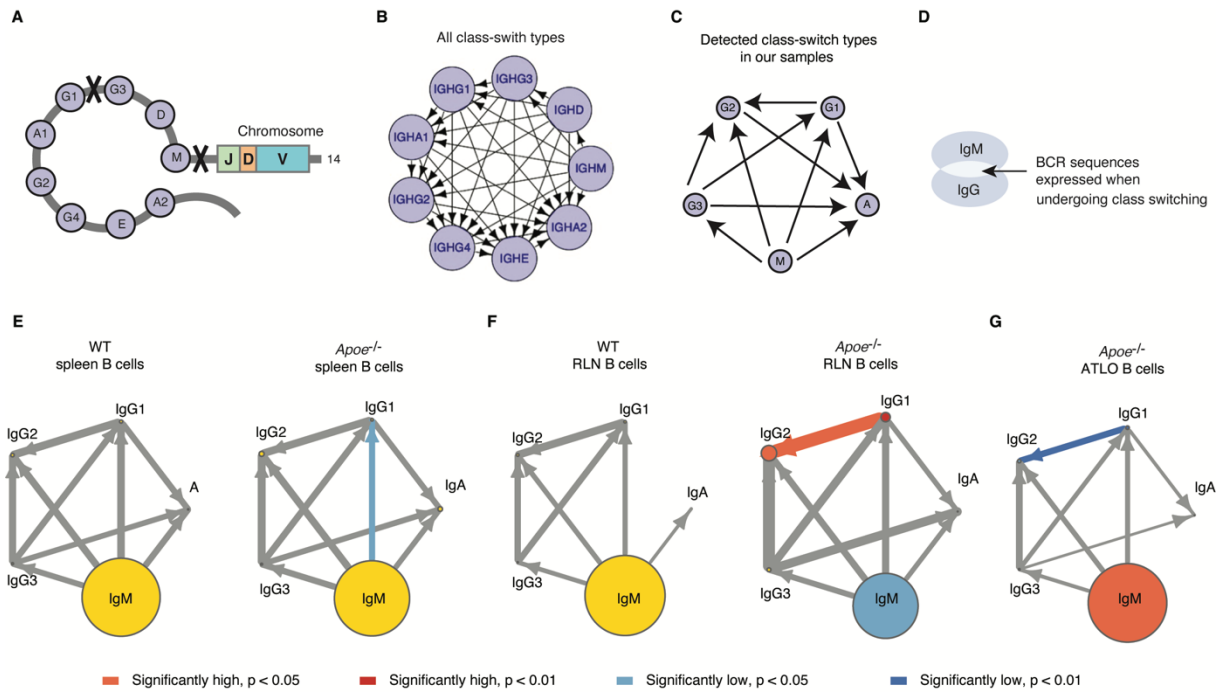 A
G1
G3
D
A1
M
Chromosome
J D V
14
G2
G4
E
A2
B
All class-swith types
IGHG3
IGHG1
IGHD
IGHA1
IGHM
IGHG2
IGHA2
IGHG4
IGHE
C
Detected class-switch types
in our samples
G2
G1
G3
A
M
D
IgM
IgG
BCR sequences
expressed when
undergoing class switching
E
WT
spleen B cells
IgG1
IgG2
A
IgG3
IgM
Apoe-/-
spleen B cells
IgG1
IgG2
IgA
IgG3
IgM
F
WT
RLN B cells
IgG1
IgG2
IgA
IgG3
IgM
Apoe-/-
RLN B cells
IgG1
IgG2
IgA
IgG3
IgM
G
Apoe-/-
ATLO B cells
IgG1
IgG2
IgA
IgG3
IgM
Significantly high, p < 0.05
Significantly high, p < 0.01
Significantly low, p < 0.05
Significantly low, p < 0.01